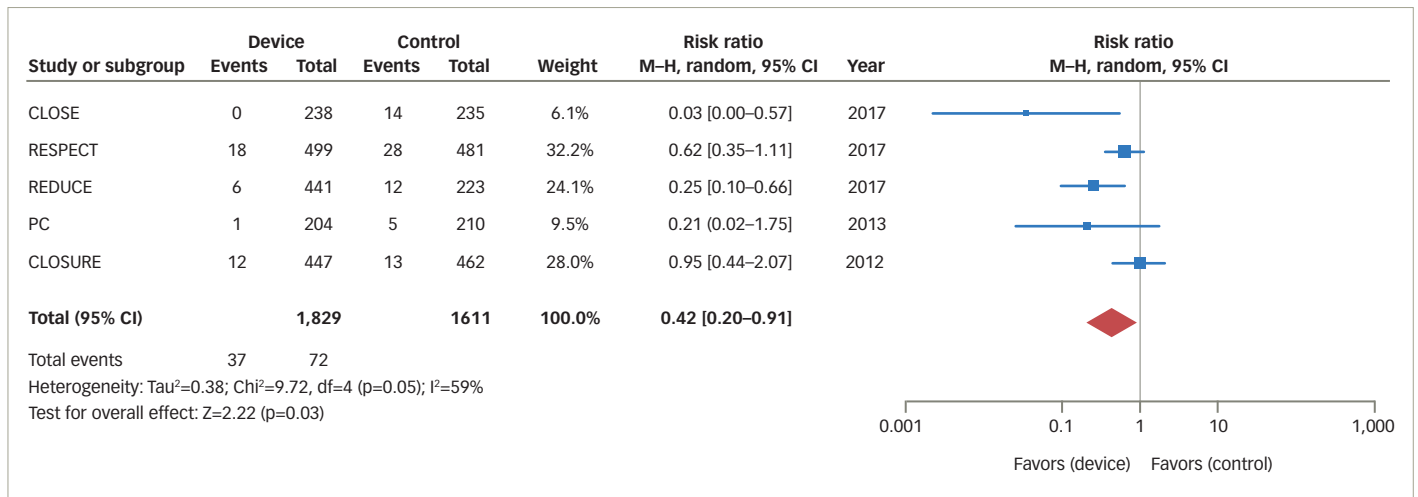 Device Control Risk ratio Risk ratio
Study or subgroup Events Total Events Total Weight M–H, random, 95% CI Year M–H, random, 95% CI
CLOSE 0 238 14 235 6.1% 0.03 [0.00–0.57] 2017
RESPECT 18 499 28 481 32.2% 0.62 [0.35–1.11] 2017
REDUCE 6 441 12 223 24.1% 0.25 [0.10–0.66] 2017
PC 1 204 5 210 9.5% 0.21 (0.02–1.75] 2013
CLOSURE 12 447 13 462 28.0% 0.95 [0.44–2.07] 2012
Total (95% CI) 1,829 1611 100.0% 0.42 [0.20–0.91]
Total events 37 72
Heterogeneity: Tau²=0.38; Chi²=9.72, df=4 (p=0.05); I²=59%
Test for overall effect: Z=2.22 (p=0.03)
0.001 0.1 1 10 1,000
Favors (device) Favors (control)